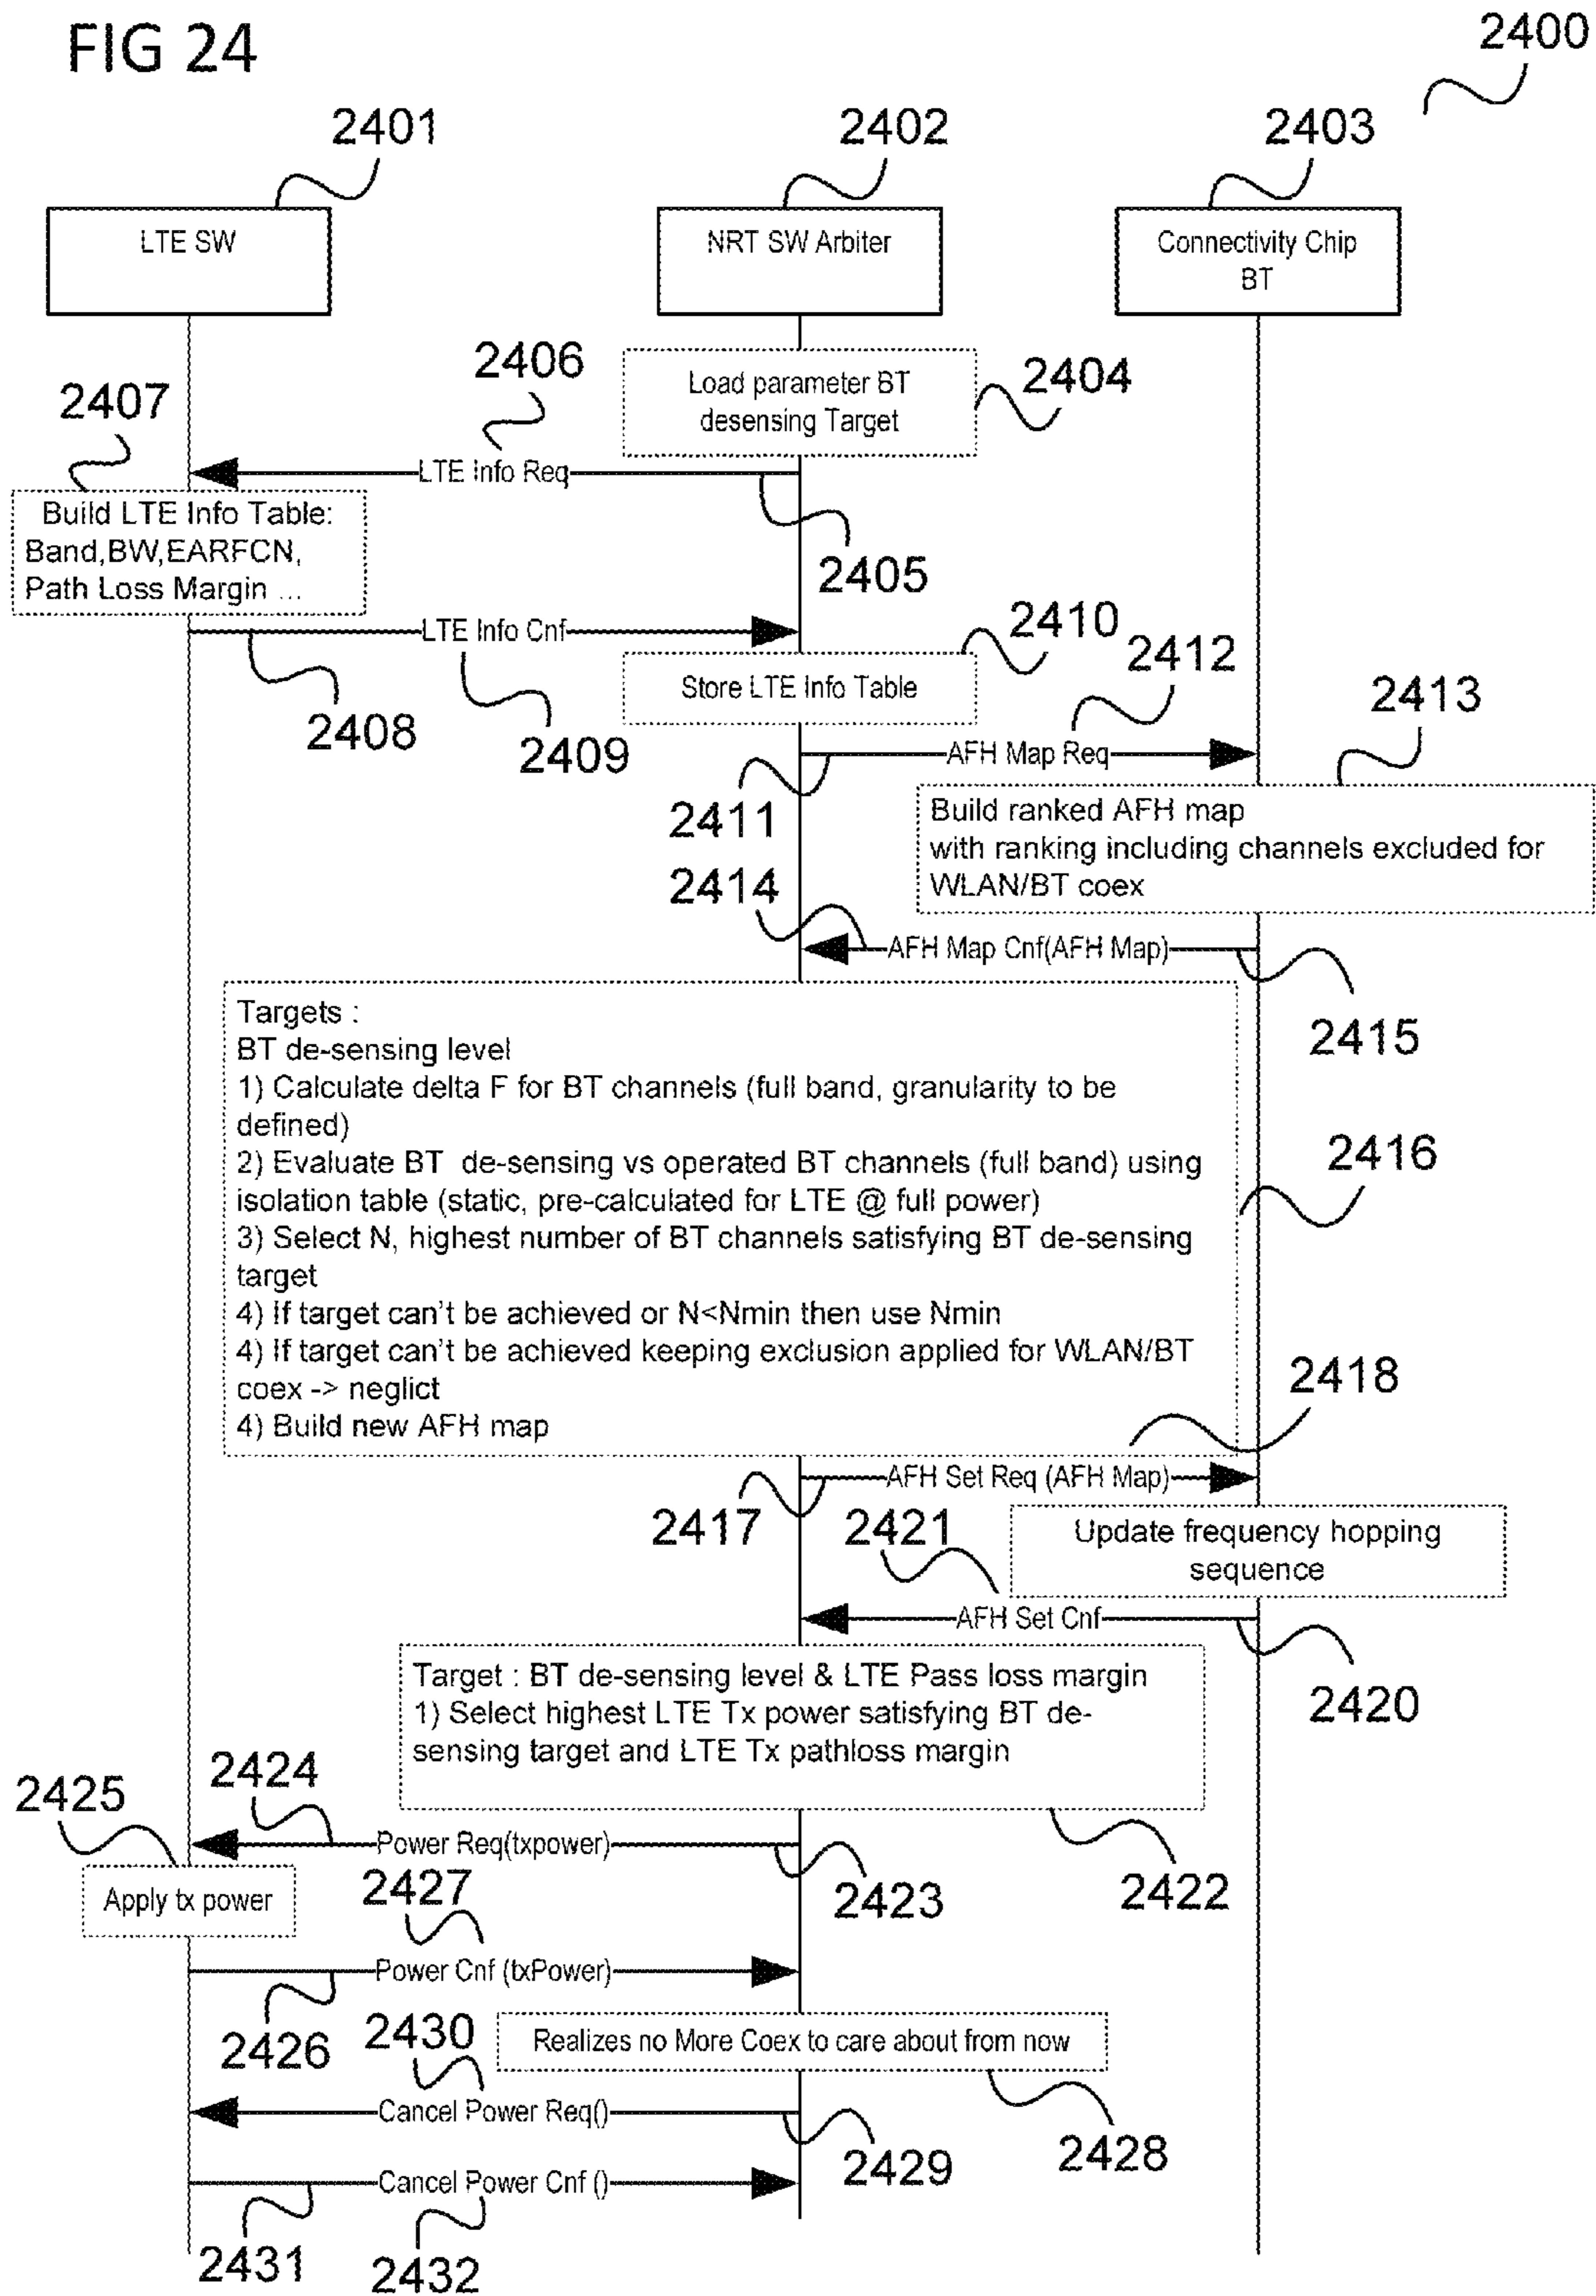 FIG 24
2400
2401
2402
2403
LTE SW
NRT SW Arbiter
Connectivity Chip
BT
2406
2404
Load parameter BT
desensing Target
2407
LTE Info Req
Build LTE Info Table:
Band,BW,EARFCN,
Path Loss Margin ...
2405
LTE Info Cnf
2410
2412
Store LTE Info Table
2413
2408
2409
AFH Map Req
2411
Build ranked AFH map
with ranking including channels excluded for
WLAN/BT coex
2414
AFH Map Cnf(AFH Map)
2415
Targets :
BT de-sensing level
1) Calculate delta F for BT channels (full band, granularity to be
defined)
2) Evaluate BT de-sensing vs operated BT channels (full band) using
isolation table (static, pre-calculated for LTE @ full power)
3) Select N, highest number of BT channels satisfying BT de-sensing
target
4) If target can't be achieved or N<Nmin then use Nmin
4) If target can't be achieved keeping exclusion applied for WLAN/BT
coex -> neglict
4) Build new AFH map
2416
2418
AFH Set Req (AFH Map)
2417
2421
Update frequency hopping
sequence
AFH Set Cnf
2420
Target : BT de-sensing level & LTE Pass loss margin
1) Select highest LTE Tx power satisfying BT de-
sensing target and LTE Tx pathloss margin
2424
2425
Power Req(txpower)
2423
2422
Apply tx power
2427
Power Cnf (txPower)
2426
2430
Realizes no More Coex to care about from now
Cancel Power Req()
2429
2428
Cancel Power Cnf ()
2431
2432